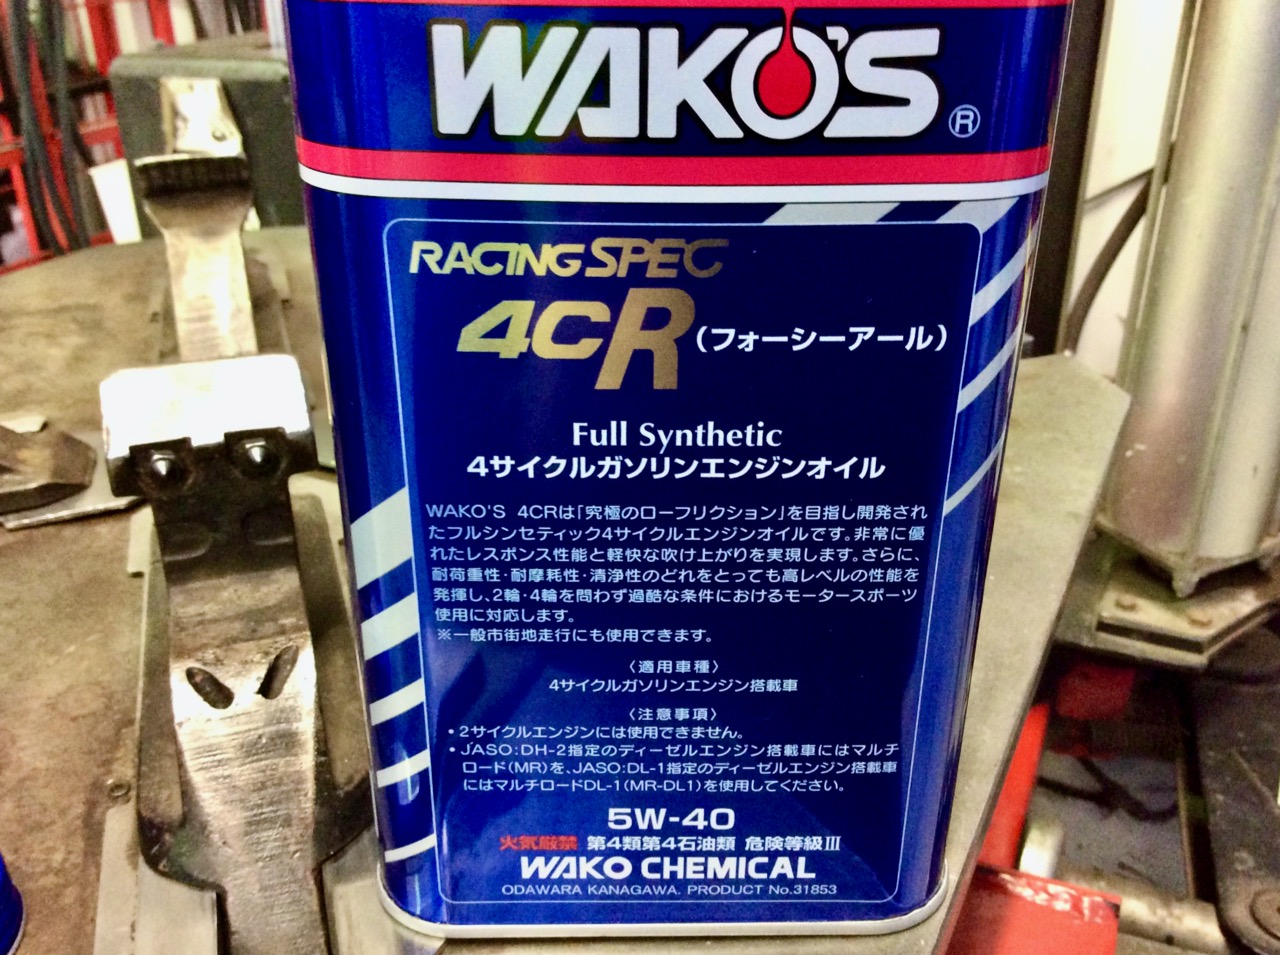 WAKO'S ®
RACING SPEC
4CR (フォーシーアール)
Full Synthetic
4サイクルガソリンエンジンオイル
WAKO'S 4CRは「究極のローフリクション」を目指し開発され
たフルシンセティック4サイクルエンジンオイルです。非常に優
れたレスポンス性能と軽快な吹け上がりを実現します。さらに、
耐荷重性・耐摩耗性・清浄性のどれをとっても高レベルの性能を
発揮し、2輪・4輪を問わず過酷な条件におけるモータースポーツ
使用に対応します。
※一般市街地走行にも使用できます。
〈適用車種〉
4サイクルガソリンエンジン搭載車
〈注意事項〉
・2サイクルエンジンには使用できません。
・JASO:DH-2指定のディーゼルエンジン搭載車にはマルチ
ロード(MR)を、JASO:DL-1指定のディーゼルエンジン搭載車
にはマルチロードDL-1(MR-DL1)を使用してください。
5W-40
火気厳禁 第4類第4石油類 危険等級Ⅲ
WAKO CHEMICAL
ODAWARA KANAGAWA. PRODUCT No.31853